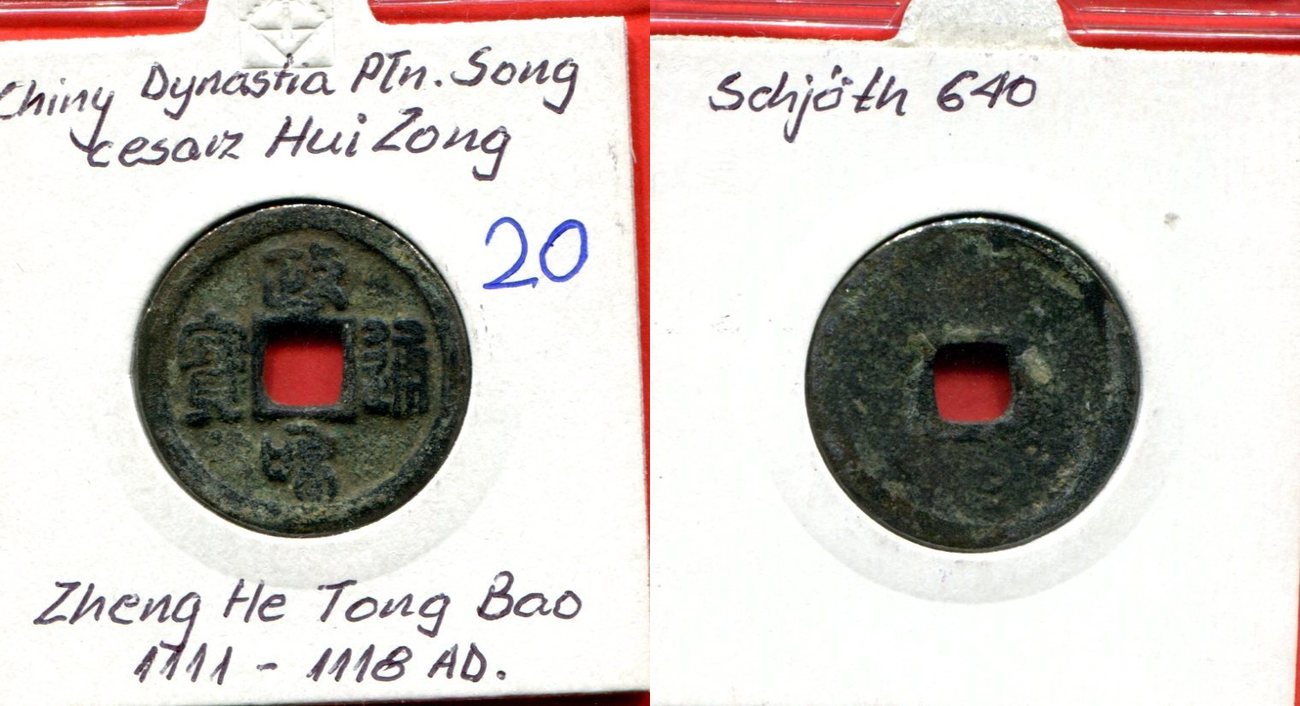 Chiny Dynastia Płn. Song
cesarz Hui Zong
20
政
寳 通
和
Zheng He Tong Bao
1111 - 1118 AD.
Schjöth 640